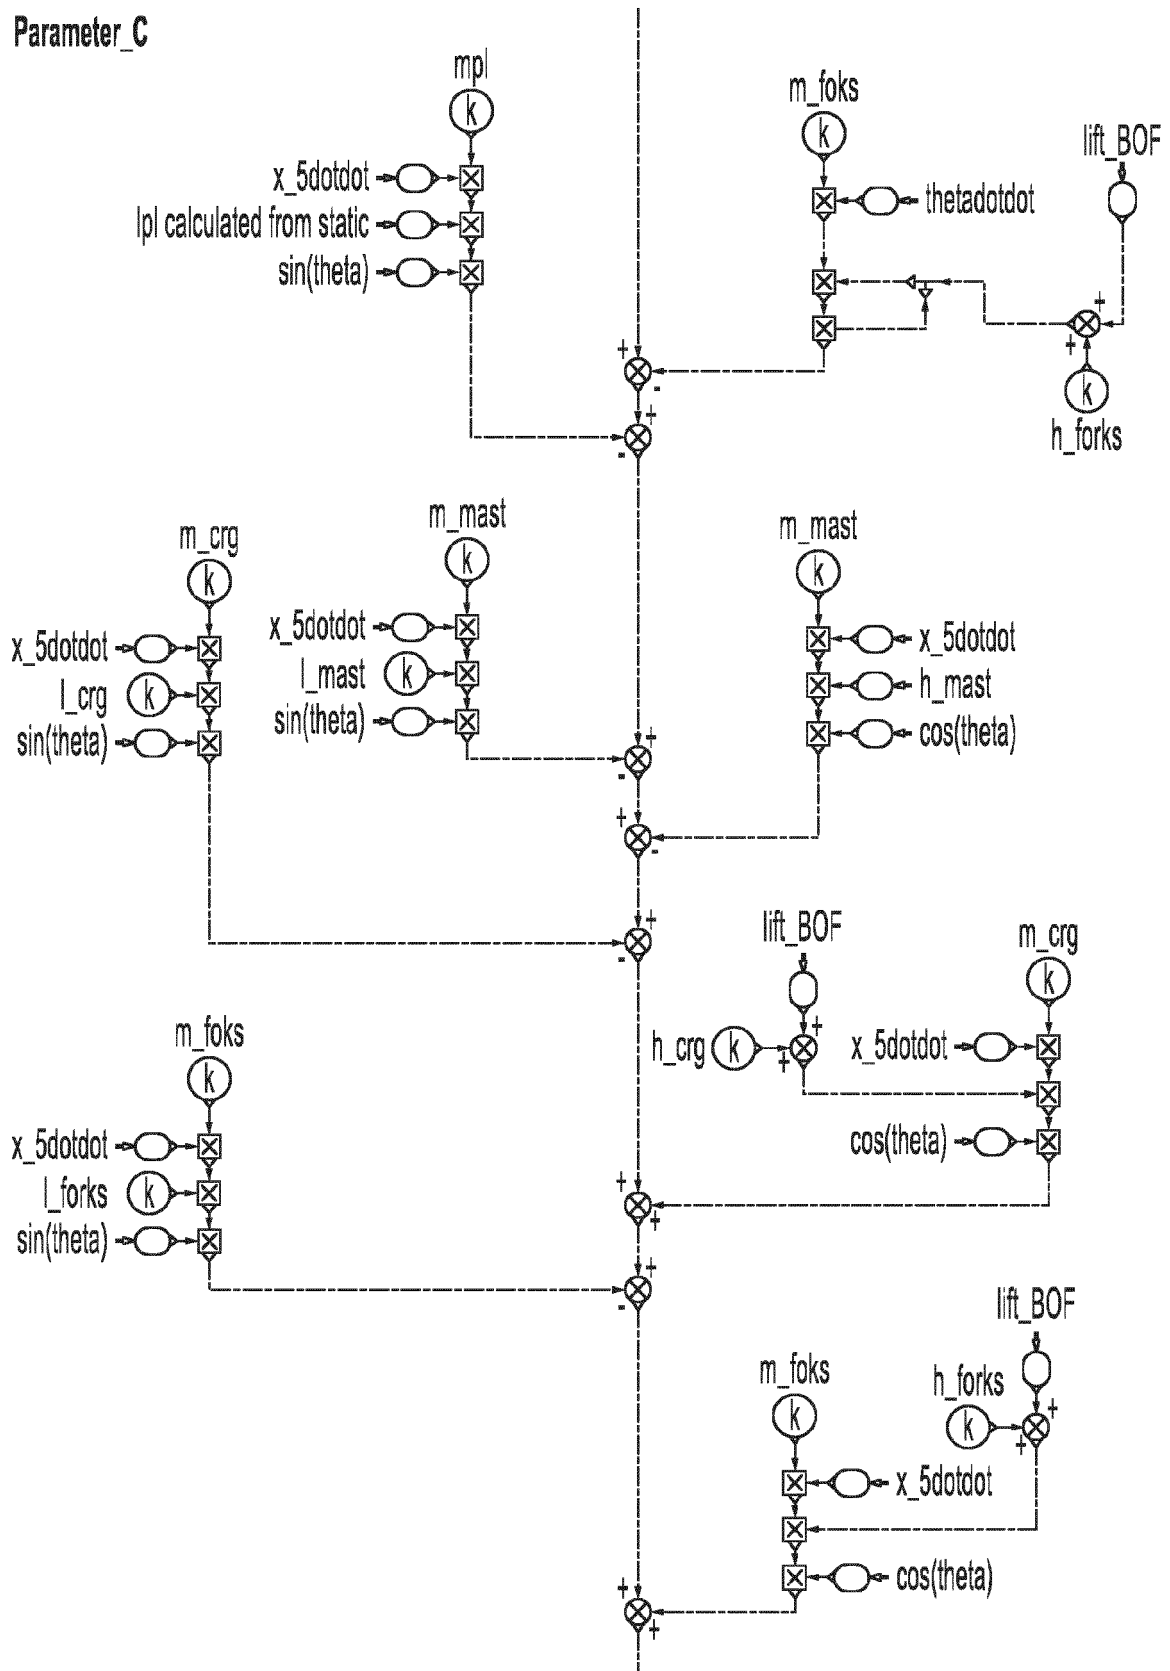 Parameter_C
mpl
k
x_5dotdot
lpl calculated from static
sin(theta)
m_foks
k
thetadotdot
lift_BOF
+
+
k
h_forks
+
-
+
-
m_crg
k
x_5dotdot
l_crg k
sin(theta)
m_mast
k
x_5dotdot
l_mast k
sin(theta)
m_mast
k
x_5dotdot
h_mast
cos(theta)
+
-
+
-
+
-
lift_BOF
h_crg k
+
+
m_crg
k
x_5dotdot
cos(theta)
m_foks
k
x_5dotdot
l_forks k
sin(theta)
+
+
+
-
lift_BOF
h_forks
k
+
+
m_foks
k
x_5dotdot
cos(theta)
+
+